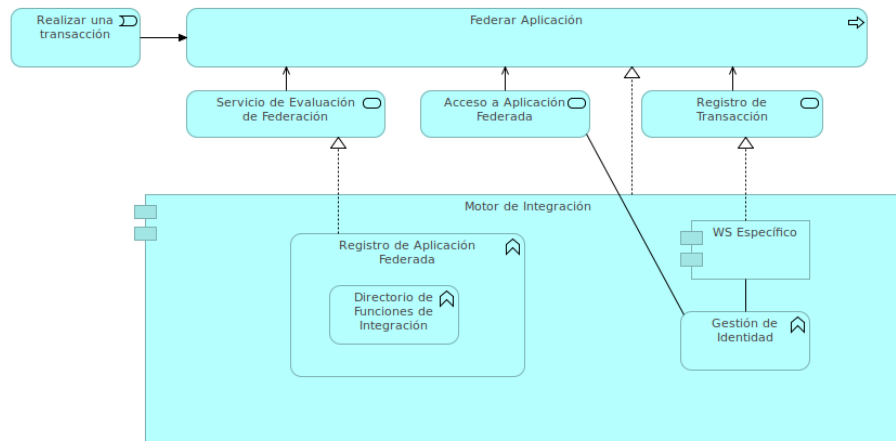 Realizar una
transacción
Federar Aplicación
Servicio de Evaluación
de Federación
Acceso a Aplicación
Federada
Registro de
Transacción
Motor de Integración
Registro de Aplicación
Federada
WS Específico
Directorio de
Funciones de
Integración
Gestión de
Identidad